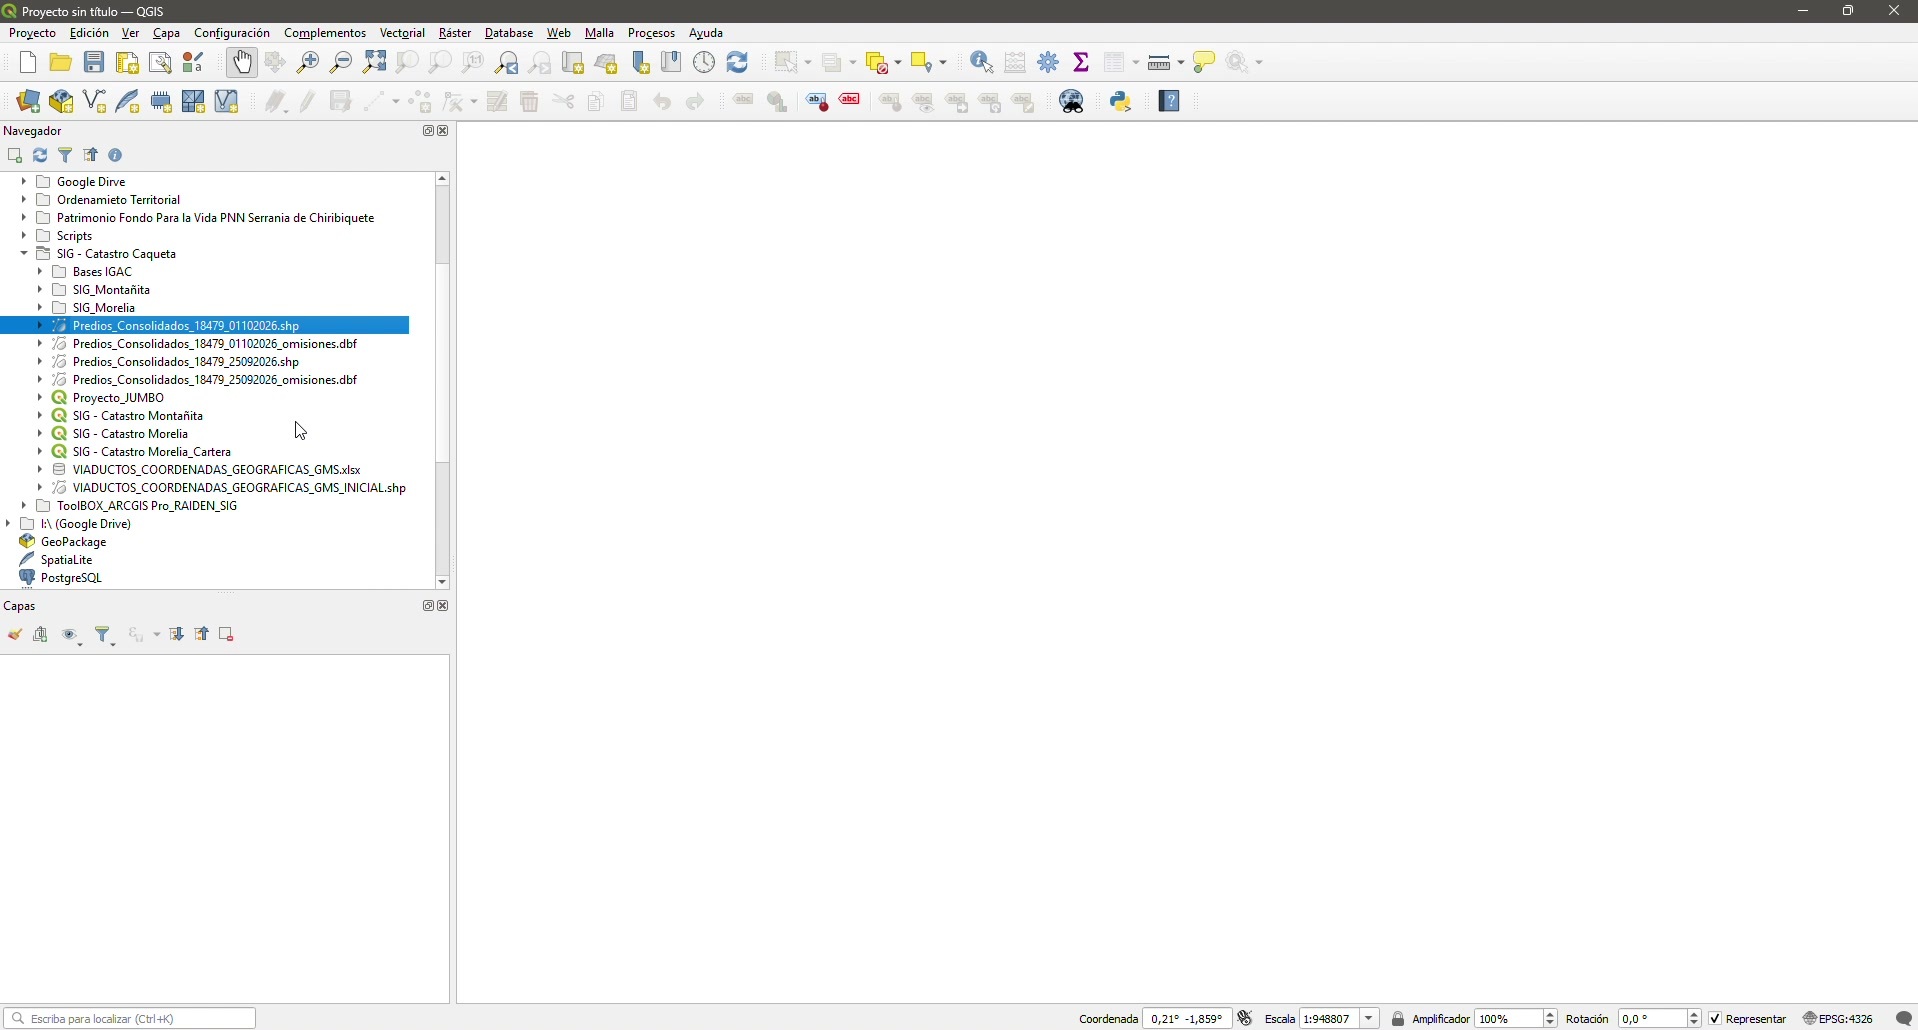 Proyecto sin título — QGIS
Proyecto Edición Ver Capa Configuración Complementos Vectorial Ráster Database Web Malla Procesos Ayuda
Navegador
Google Dirve
Ordenamieto Territorial
Patrimonio Fondo Para la Vida PNN Serrania de Chiribiquete
Scripts
SIG - Catastro Caqueta
Bases IGAC
SIG_Montañita
SIG_Morelia
Predios_Consolidados_18479_01102026.shp
Predios_Consolidados_18479_01102026_omisiones.dbf
Predios_Consolidados_18479_25092026.shp
Predios_Consolidados_18479_25092026_omisiones.dbf
Proyecto_JUMBO
SIG - Catastro Montañita
SIG - Catastro Morelia
SIG - Catastro Morelia_Cartera
VIADUCTOS_COORDENADAS_GEOGRAFICAS_GMS.xlsx
VIADUCTOS_COORDENADAS_GEOGRAFICAS_GMS_INICIAL.shp
ToolBOX_ARCGIS Pro_RAIDEN_SIG
I:\ (Google Drive)
GeoPackage
SpatiaLite
PostgreSQL
Capas
Escriba para localizar (Ctrl+K) Coordenada 0,21° -1,859° Escala 1:948807 Amplificador 100% Rotación 0,0 ° Representar EPSG:4326